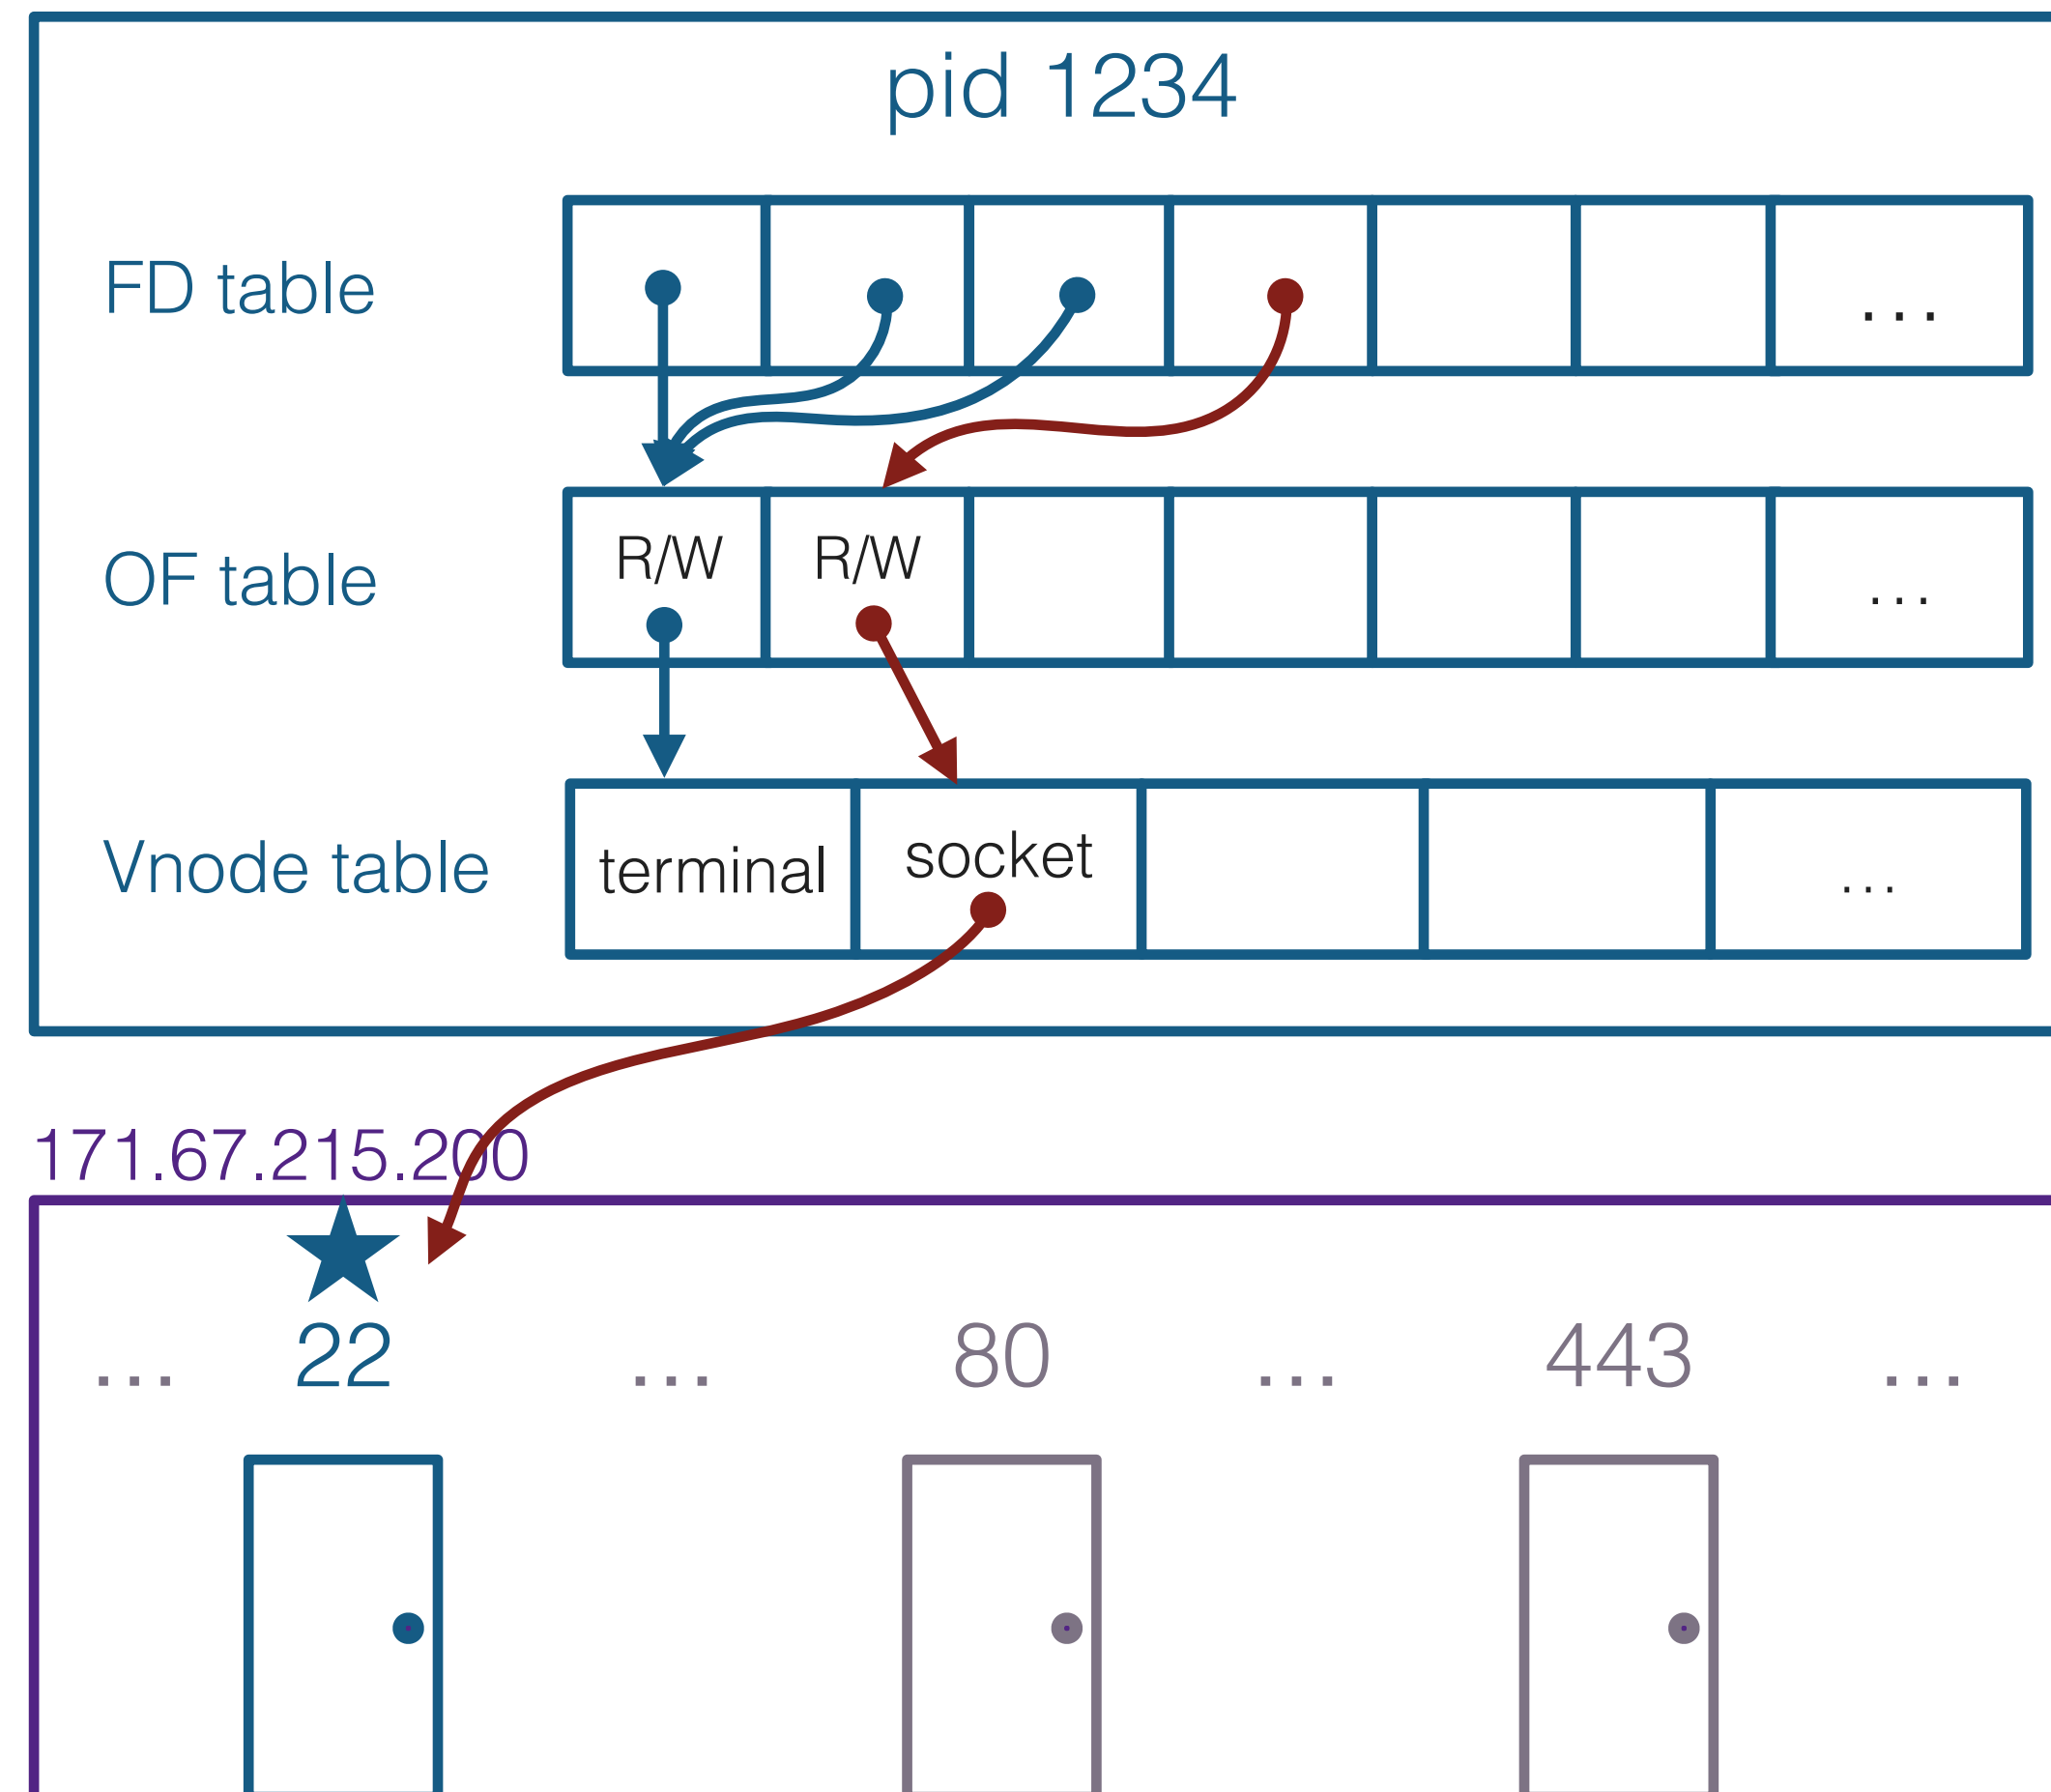 pid 1234
FD table ...
OF table R/W R/W ...
Vnode table terminal socket ...
171.67.215.200
... 22 ... 80 ... 443 ...